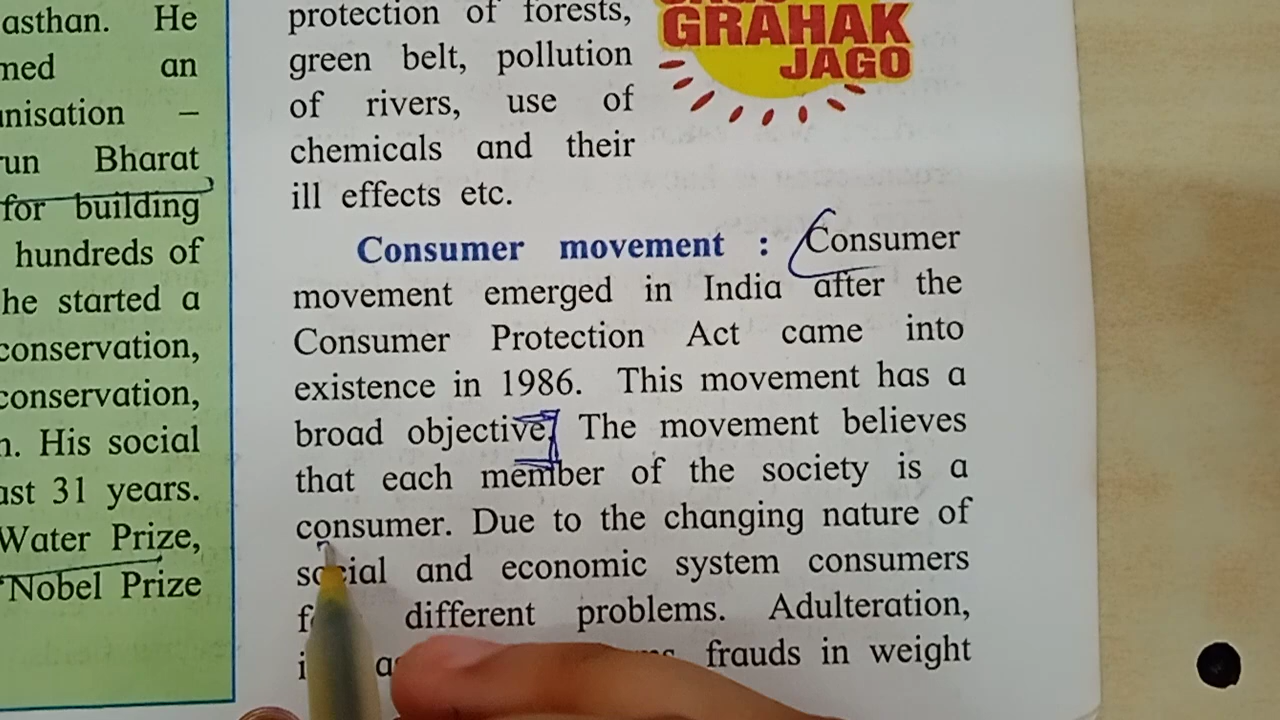 asthan. He
med an
nisation –
run Bharat
for building
hundreds of
he started a
conservation,
conservation,
n. His social
ast 31 years.
Water Prize,
Nobel Prize
protection of forests,
green belt, pollution
of rivers, use of
chemicals and their
ill effects etc.
GRAHAK
JAGO
Consumer movement : Consumer
movement emerged in India after the
Consumer Protection Act came into
existence in 1986. This movement has a
broad objective. The movement believes
that each member of the society is a
consumer. Due to the changing nature of
social and economic system consumers
different problems. Adulteration,
frauds in weight